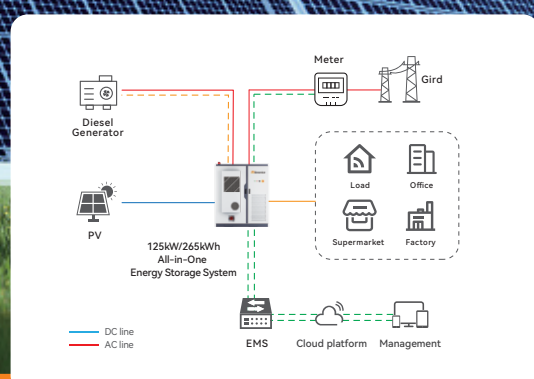 Meter
Gird
Diesel
Generator
Load
Office
Supermarket
Factory
PV
125kW/265kWh
All-in-One
Energy Storage System
EMS
Cloud platform
Management
DC line
AC line